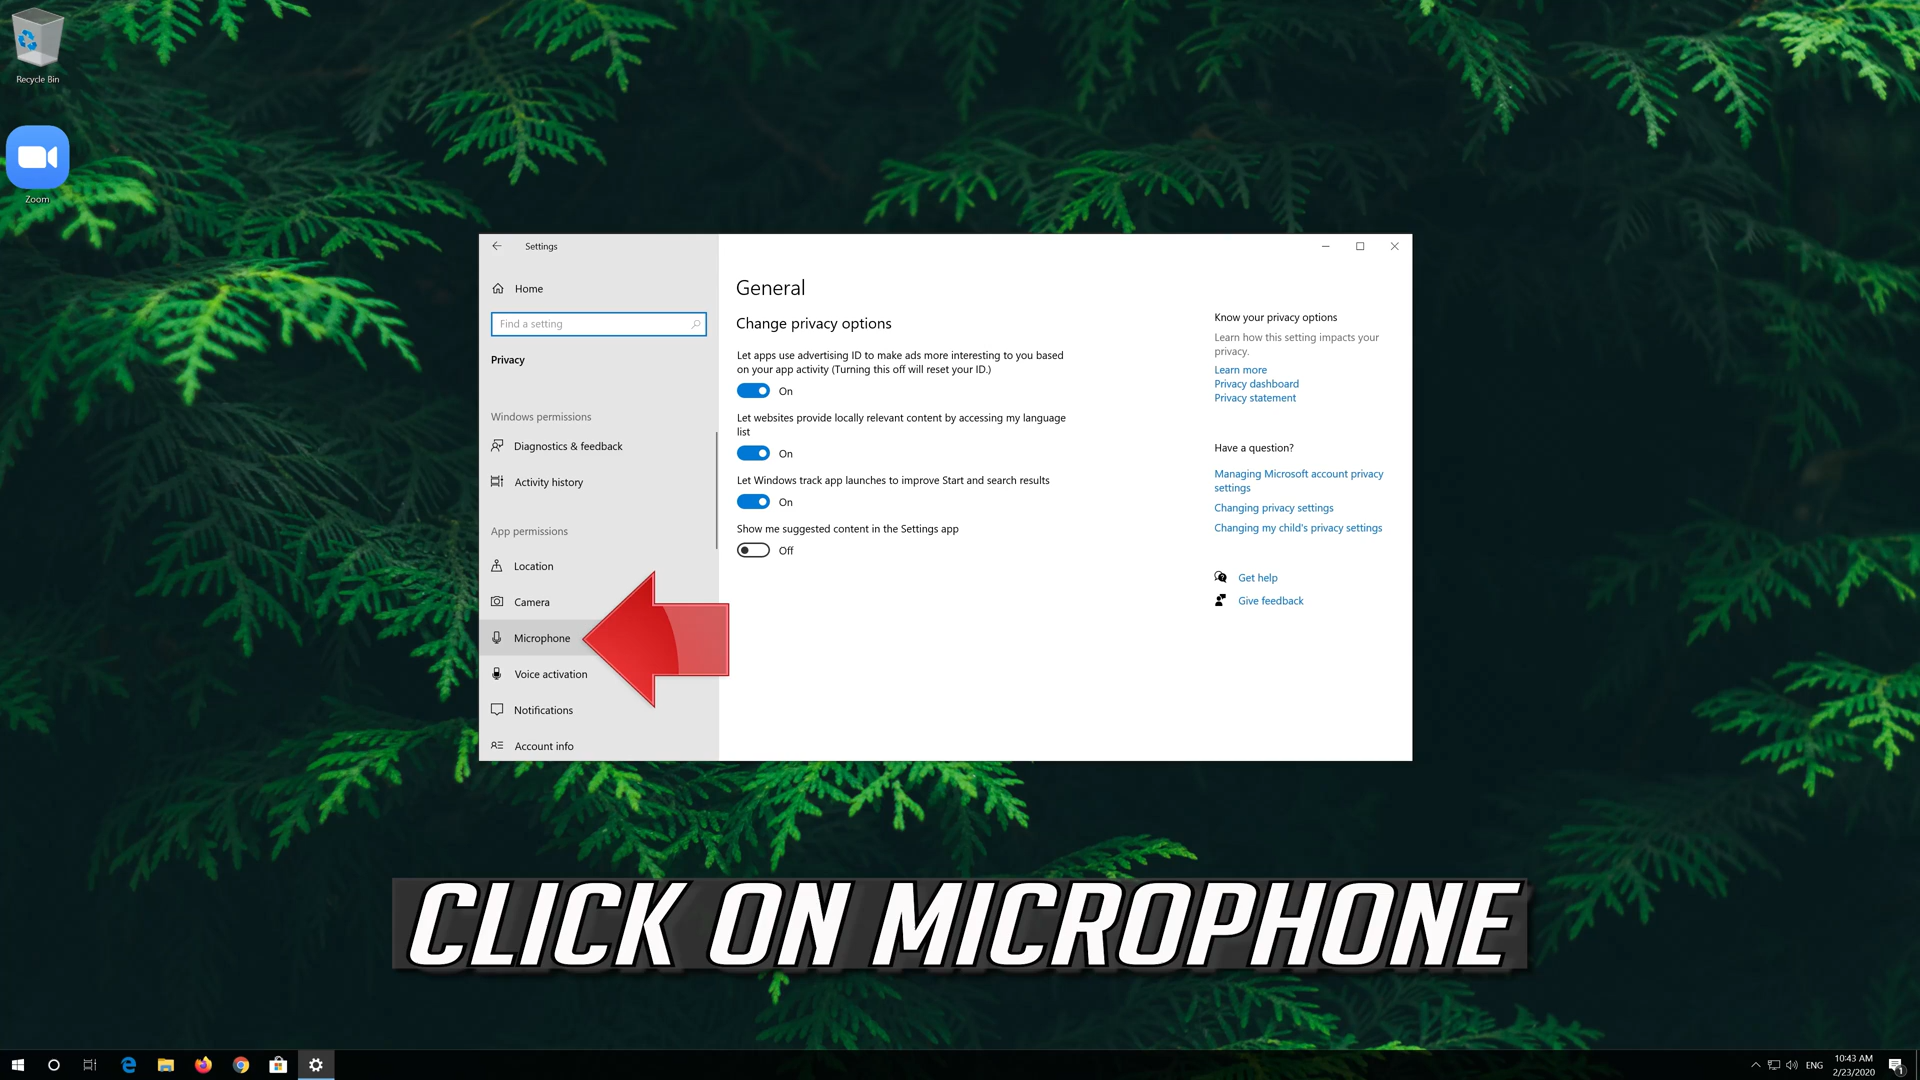 Recycle Bin
Zoom
Settings
Home
Find a setting
Privacy
Windows permissions
Diagnostics & feedback
Activity history
App permissions
Location
Camera
Microphone
Voice activation
Notifications
Account info
General
Change privacy options
Let apps use advertising ID to make ads more interesting to you based
on your app activity (Turning this off will reset your ID.)
On
Let websites provide locally relevant content by accessing my language
list
On
Let Windows track app launches to improve Start and search results
On
Show me suggested content in the Settings app
Off
Know your privacy options
Learn how this setting impacts your
privacy.
Learn more
Privacy dashboard
Privacy statement
Have a question?
Managing Microsoft account privacy
settings
Changing privacy settings
Changing my child's privacy settings
Get help
Give feedback
CLICK ON MICROPHONE
ENG
10:43 AM
2/23/2020
1